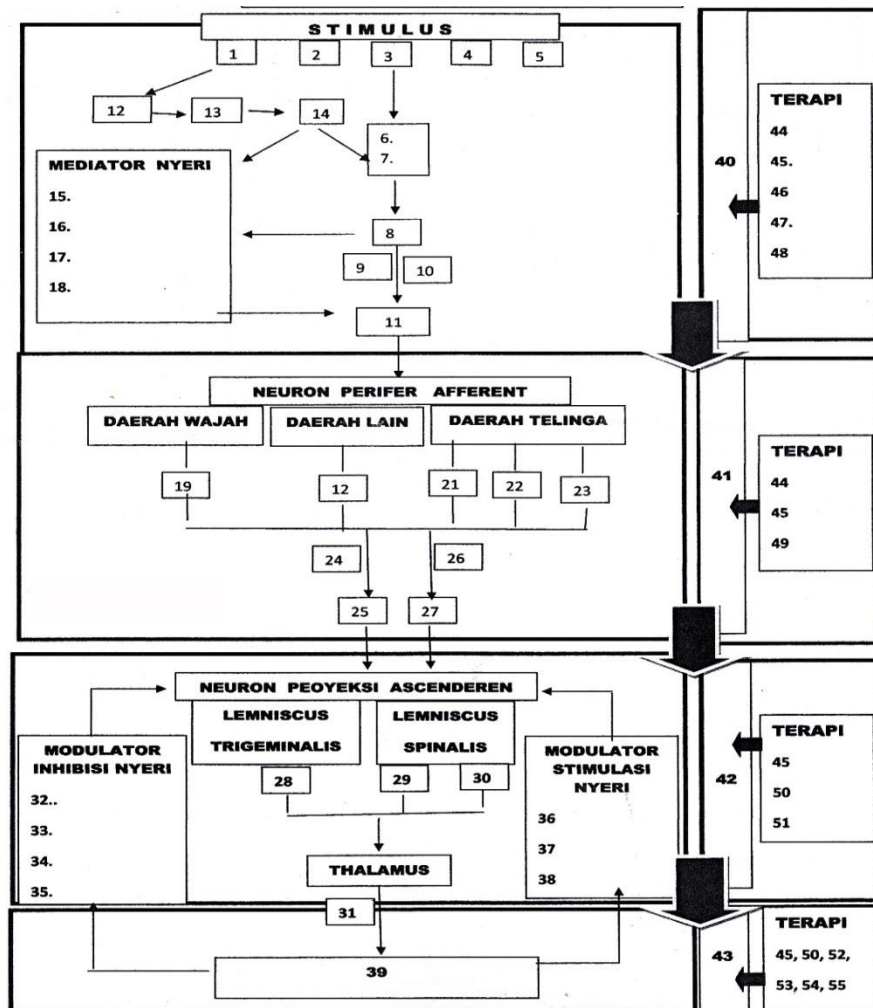 STIMULUS
1 2 3 4 5
12 13 14
6.
7.
MEDIATOR NYERI
15.
16.
17.
18.
8
9 10
11
40
TERAPI
44
45.
46
47.
48
NEURON PERIFER AFFERENT
DAERAH WAJAH
DAERAH LAIN
DAERAH TELINGA
19 12 21 22 23
24 26
25 27
41
TERAPI
44
45
49
NEURON PEOYEKSI ASCENDEREN
LEMNISCUS
TRIGEMINALIS
LEMNISCUS
SPINALIS
28 29 30
MODULATOR
INHIBISI NYERI
32..
33.
34.
35.
MODULATOR
STIMULASI
NYERI
36
37
38
THALAMUS
31
42
TERAPI
45
50
51
39
43
TERAPI
45, 50, 52,
53, 54, 55